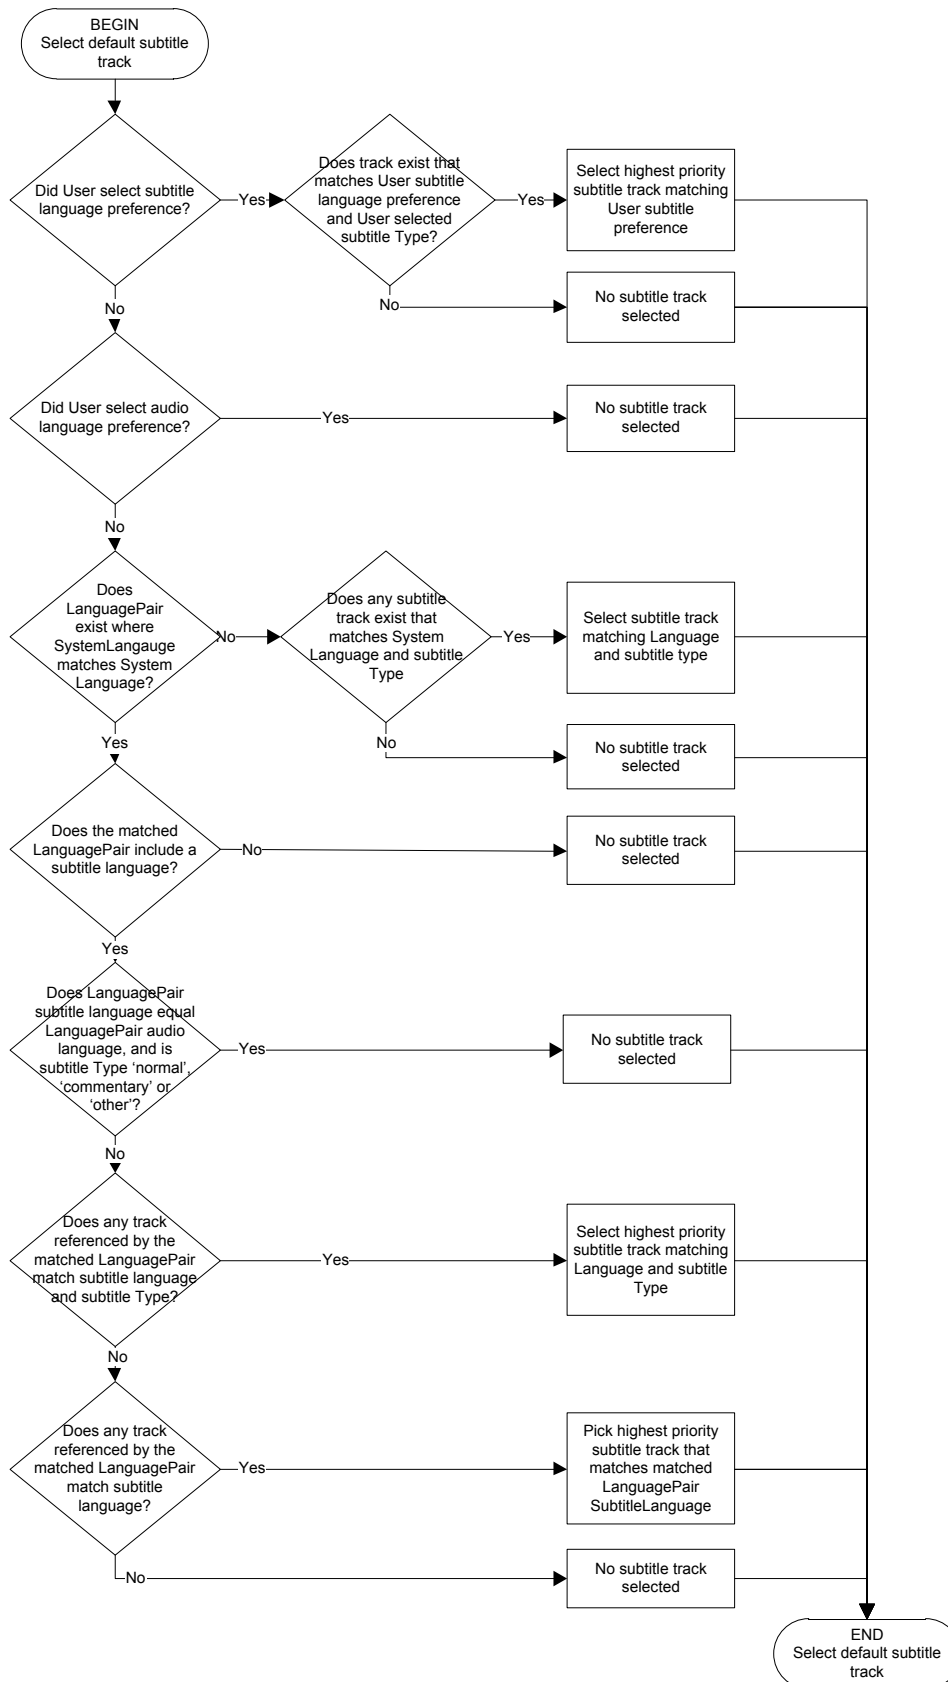 BEGIN
Select default subtitle
track
Did User select subtitle
language preference?
Yes
Does track exist that
matches User subtitle
language preference
and User selected
subtitle Type?
Yes
Select highest priority
subtitle track matching
User subtitle
preference
No
No subtitle track
selected
No
Did User select audio
language preference?
Yes
No subtitle track
selected
No
Does
LanguagePair
exist where
SystemLangauge
matches System
Language?
No
Does any subtitle
track exist that
matches System
Language and subtitle
Type
Yes
Select subtitle track
matching Language
and subtitle type
No
No subtitle track
selected
Yes
Does the matched
LanguagePair include a
subtitle language?
No
No subtitle track
selected
Yes
Does LanguagePair
subtitle language equal
LanguagePair audio
language, and is
subtitle Type ‘normal’,
‘commentary’ or
‘other’?
Yes
No subtitle track
selected
No
Does any track
referenced by the
matched LanguagePair
match subtitle language
and subtitle Type?
Yes
Select highest priority
subtitle track matching
Language and subtitle
Type
No
Does any track
referenced by the
matched LanguagePair
match subtitle
language?
Yes
Pick highest priority
subtitle track that
matches matched
LanguagePair
SubtitleLanguage
No
No subtitle track
selected
END
Select default subtitle
track